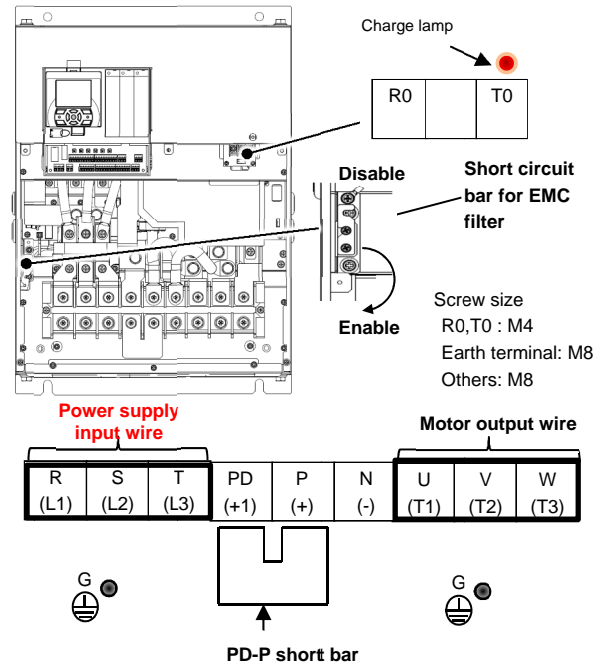 Charge lamp
R0 T0
Disable
Short circuit
bar for EMC
filter
Enable
Screw size
R0,T0 : M4
Earth terminal: M8
Others: M8
Power supply
input wire
Motor output wire
R S T PD P N U V W
(L1) (L2) (L3) (+1) (+) (-) (T1) (T2) (T3)
G G
PD-P short bar